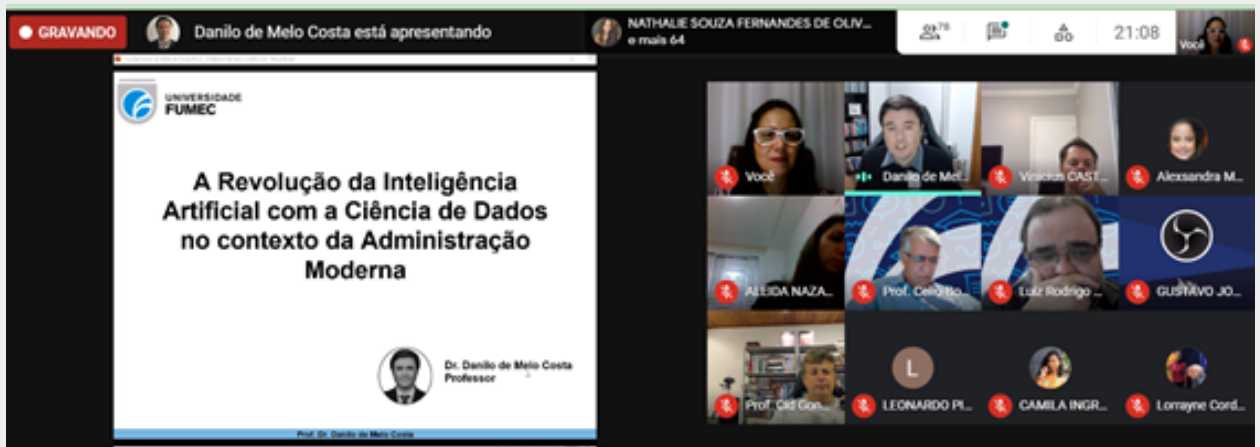 GRAVANDO
Danilo de Melo Costa está apresentando
NATHALIE SOUZA FERNANDES DE OLIV...
e mais 64
78
21:08
Você
UNIVERSIDADE
FUMEC
A Revolução da Inteligência
Artificial com a Ciência de Dados
no contexto da Administração
Moderna
Dr. Danilo de Melo Costa
Professor
Prof. Dr. Danilo de Melo Costa
Você
Danilo de Mel...
Vinicius CAST...
Alexsandra M...
NAZA...
Prof. Celio Bo...
Luiz Rodrigo ...
GUSTAVO JO...
Prof. Cid Gon...
L
LEONARDO PI...
CAMILA INGR...
Lorrayne Cord...